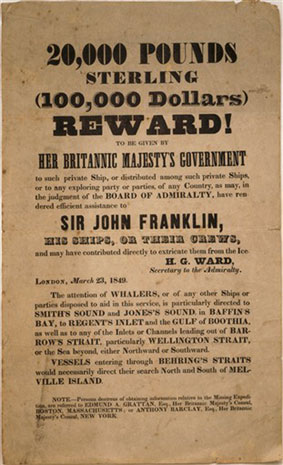 20,000 POUNDS
STERLING
(100,000 Dollars)
REWARD!
TO BE GIVEN BY
HER BRITANNIC MAJESTY'S GOVERNMENT
to such private Ship, or distributed among such private Ships,
or to any exploring party or parties, of any Country, as may, in
the judgment of the BOARD OF ADMIRALTY, have ren-
dered efficient assistance to
SIR JOHN FRANKLIN,
HIS SHIPS, OR THEIR CREWS,
and may have contributed directly to extricate them from the Ice.
H. G. WARD,
Secretary to the Admiralty.
LONDON, March 23, 1849.
The attention of WHALERS, or of any other Ships or
parties disposed to aid in this service, is particularly directed to
SMITH'S SOUND and JONES'S SOUND, in BAFFIN'S
BAY, to REGENT'S INLET and the GULF of BOOTHIA,
as well as to any of the Inlets or Channels leading out of BAR-
ROW'S STRAIT, particularly WELLINGTON STRAIT,
or the Sea beyond, either Northward or Southward.
VESSELS entering through BEHRING'S STRAITS
would necessarily direct their search North and South of MEL-
VILLE ISLAND.
NOTE.—Persons desirous of obtaining information relative to the Missing Expedi-
tion, are referred to EDMUND A. GRATTAN, Esq., Her Britannic Majesty's Consul,
BOSTON, MASSACHUSETTS; or ANTHONY BARCLAY, Esq., Her Britannic
Majesty's Consul, NEW YORK.